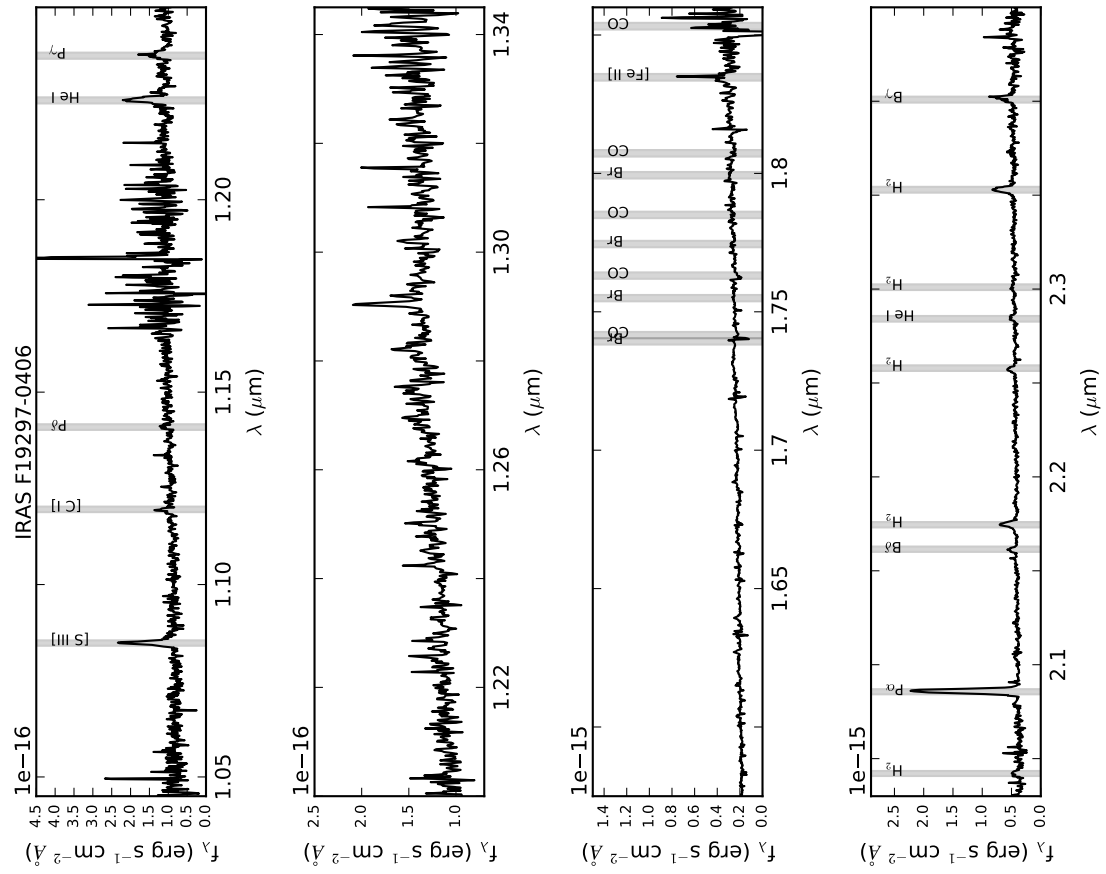 IRAS F19297-0406
1e−16
4.5
4.0
3.5
3.0
2.5
2.0
1.5
1.0
0.5
0.0
f_λ (erg s⁻¹ cm⁻² Å)
[S III]
[C I]
Pδ
He I
Pγ
1.05 1.10 1.15 1.20
λ (μm)
1e−16
2.5
2.0
1.5
1.0
f_λ (erg s⁻¹ cm⁻² Å)
1.22 1.26 1.30 1.34
λ (μm)
1e−15
1.4
1.2
1.0
0.8
0.6
0.4
0.2
0.0
f_λ (erg s⁻¹ cm⁻² Å)
Br
CO
Br
CO
Br
CO
Br
CO
[Fe II]
CO
1.65 1.7 1.75 1.8
λ (μm)
1e−15
2.5
2.0
1.5
1.0
0.5
0.0
f_λ (erg s⁻¹ cm⁻² Å)
H₂
Pα
Bδ
H₂
H₂
He I
H₂
H₂
Bγ
2.1 2.2 2.3
λ (μm)